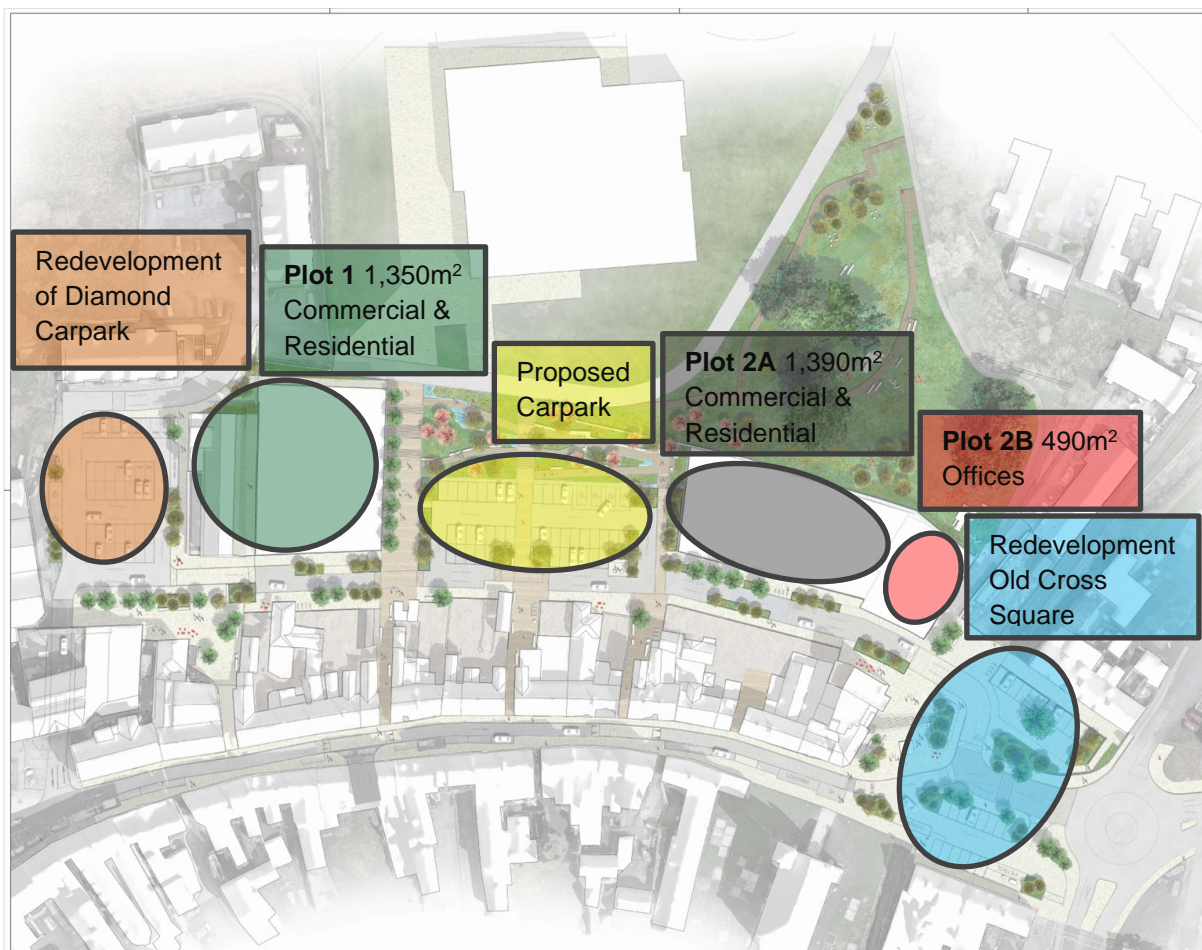 Redevelopment
of Diamond
Carpark
Plot 1 1,350m²
Commercial &
Residential
Proposed
Carpark
Plot 2A 1,390m²
Commercial &
Residential
Plot 2B 490m²
Offices
Redevelopment
Old Cross
Square